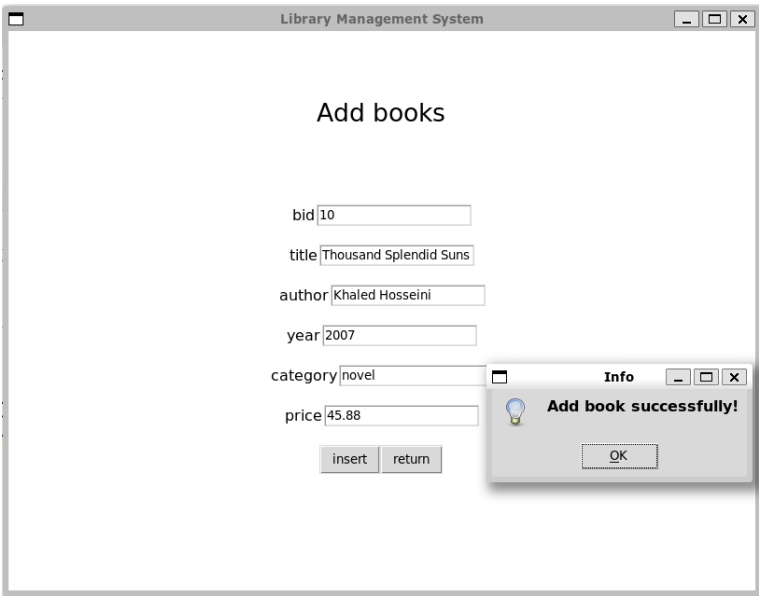 Library Management System
Add books
bid 10
title Thousand Splendid Suns
author Khaled Hosseini
year 2007
category novel
price 45.88
insert return
Info
Add book successfully!
OK